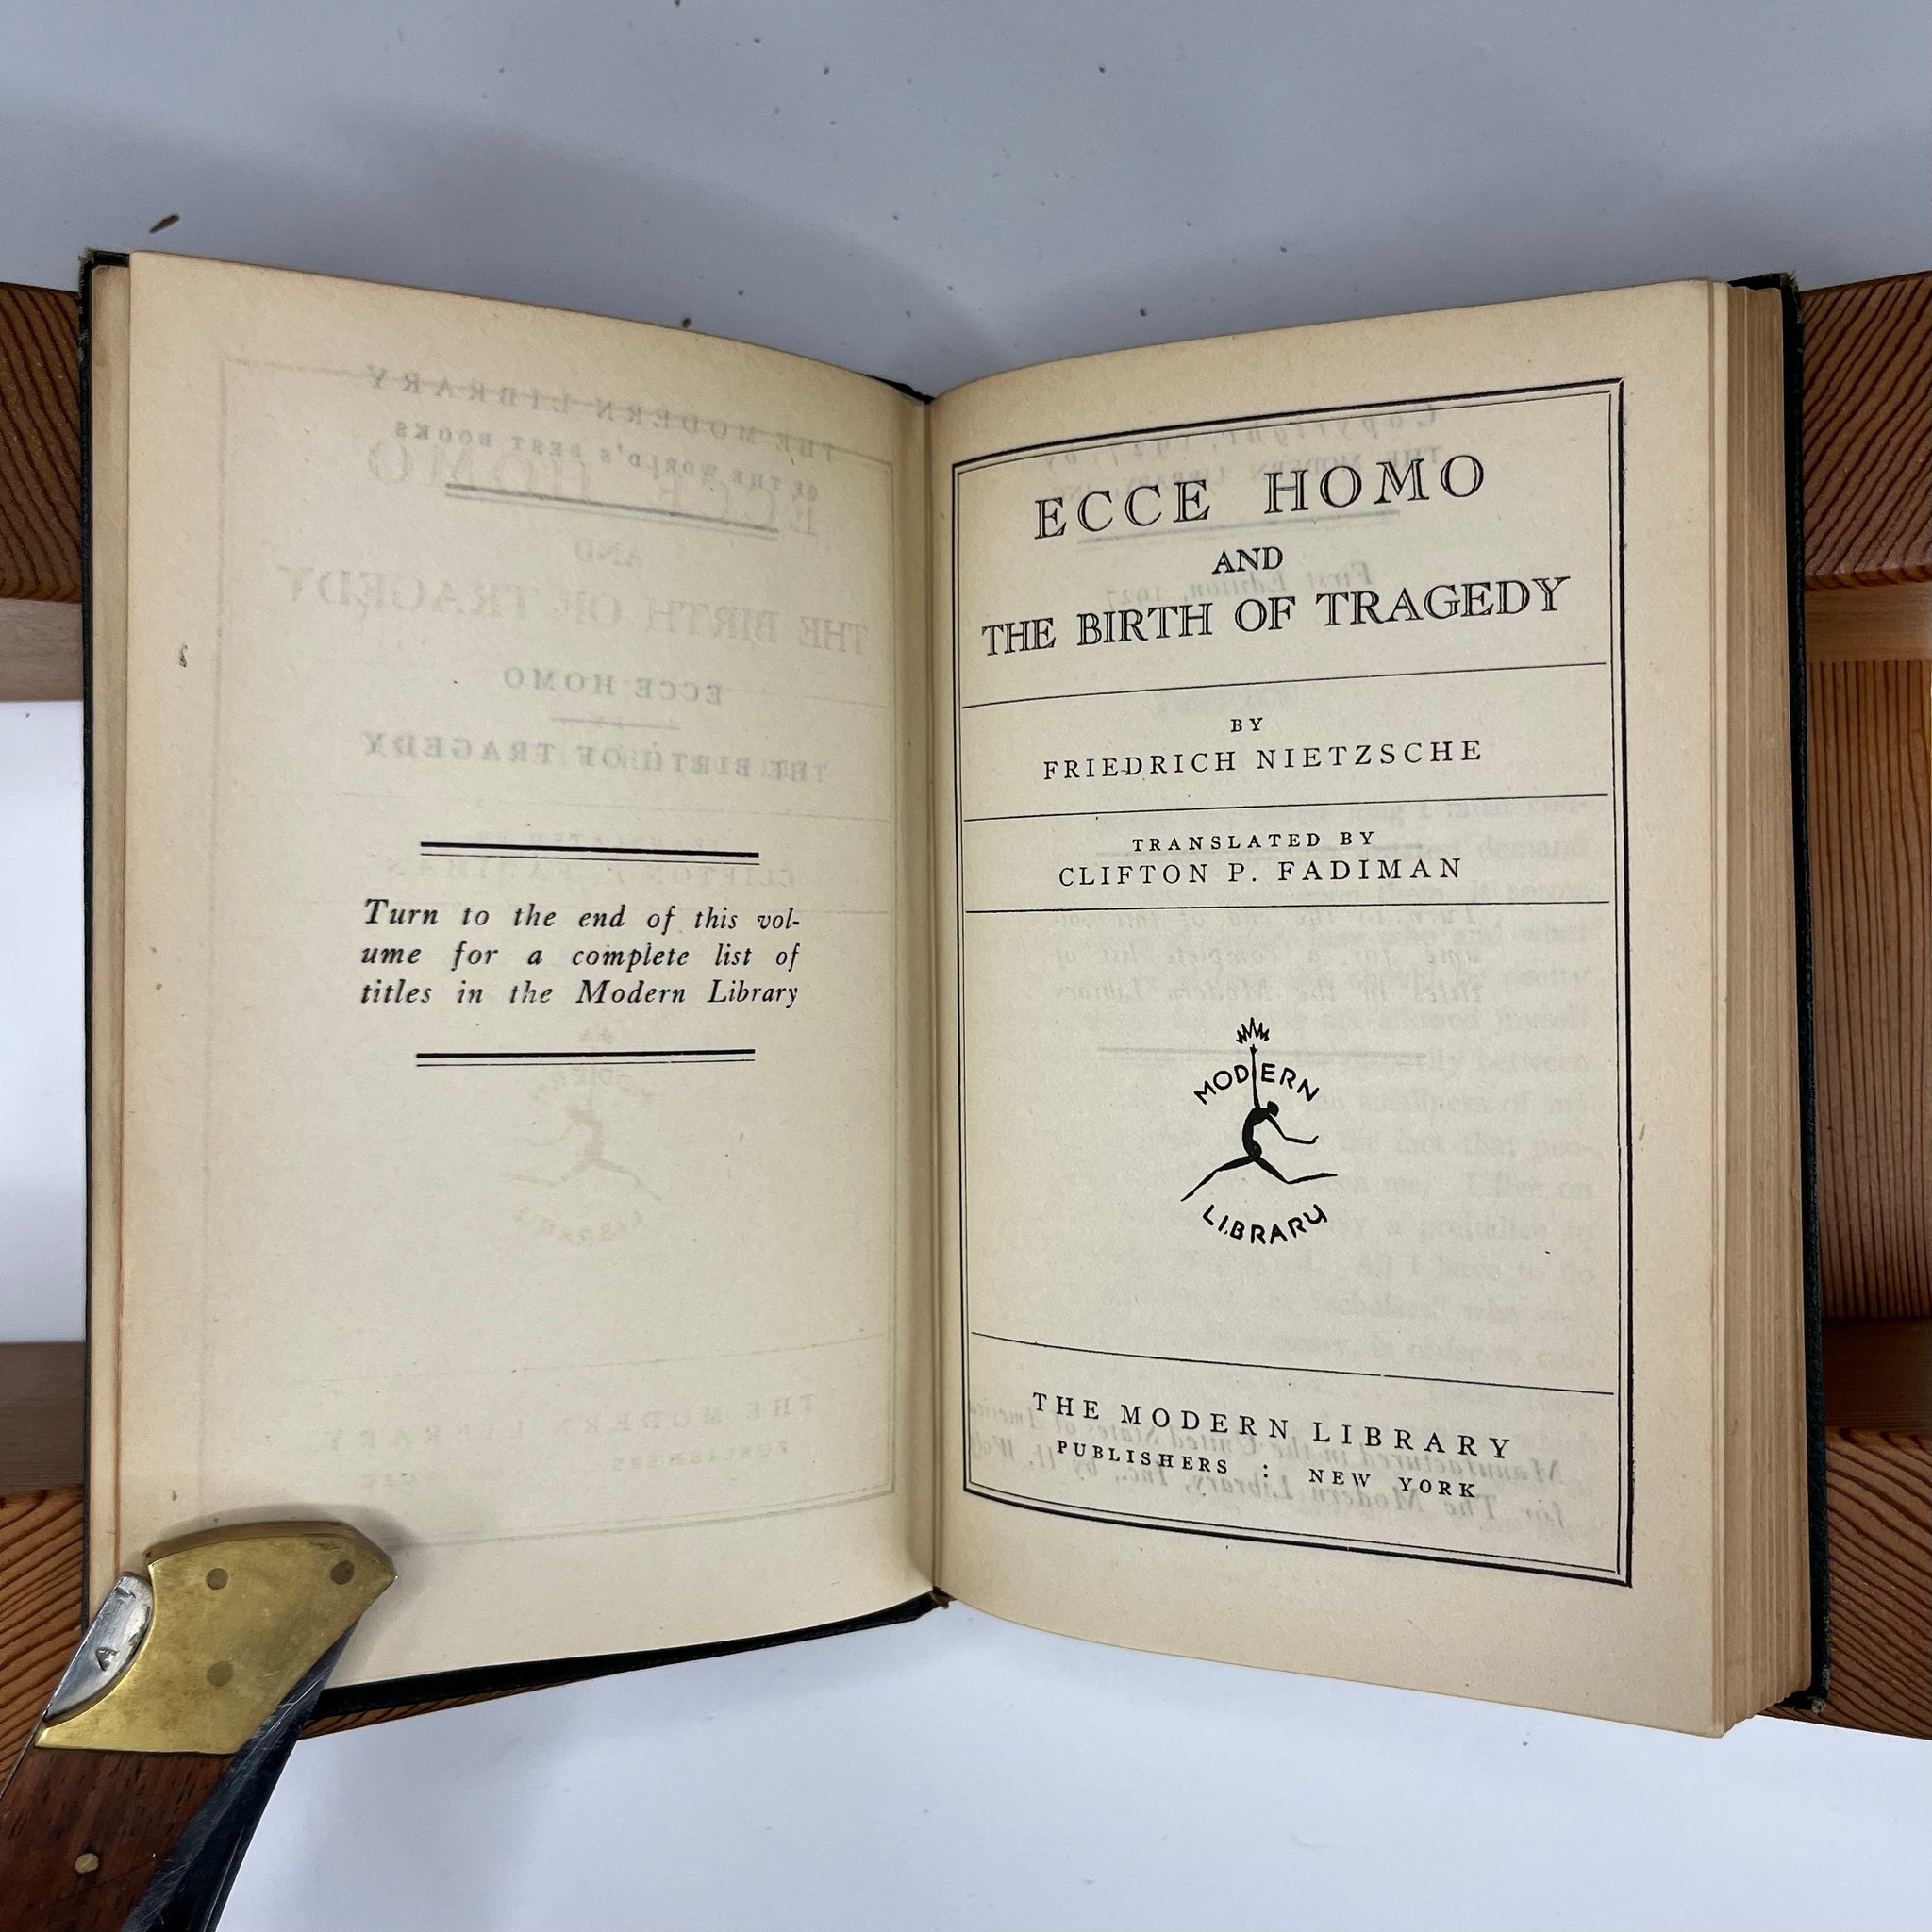 Turn to the end of this vol-
ume for a complete list of
titles in the Modern Library
ECCE HOMO
AND
THE BIRTH OF TRAGEDY
BY
FRIEDRICH NIETZSCHE
TRANSLATED BY
CLIFTON P. FADIMAN
MODERN
LIBRARY
THE MODERN LIBRARY
PUBLISHERS : NEW YORK